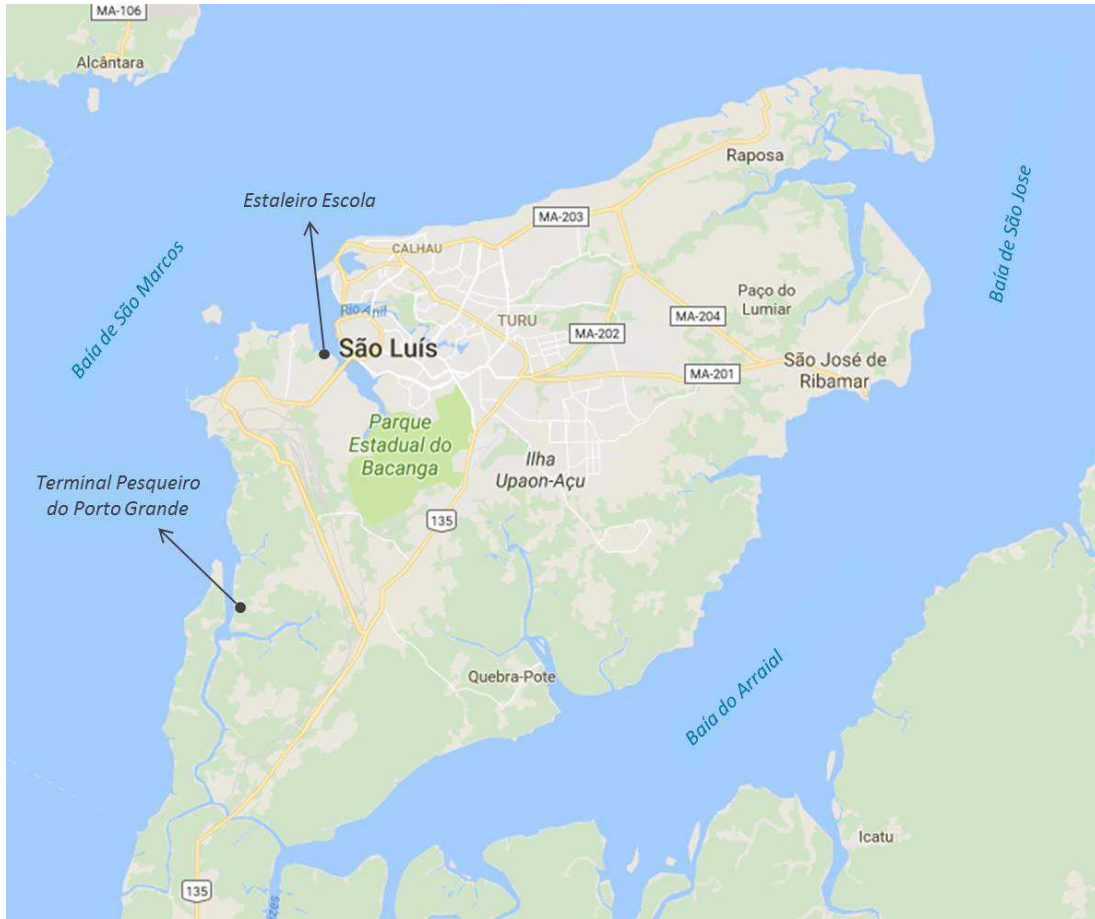 MA-106
Alcântara
Raposa
Estaleiro Escola
MA-203
CALHAU
Baía de São Marcos
Baía de São Jose
Rio Anil
Paço do
Lumiar
TURU
MA-204
MA-202
São Luís
São José de
Ribamar
MA-201
Parque
Estadual do
Bacanga
Ilha
Upaon-Açu
Terminal Pesqueiro
do Porto Grande
135
Quebra-Pote
Baía do Arraial
Icatu
135